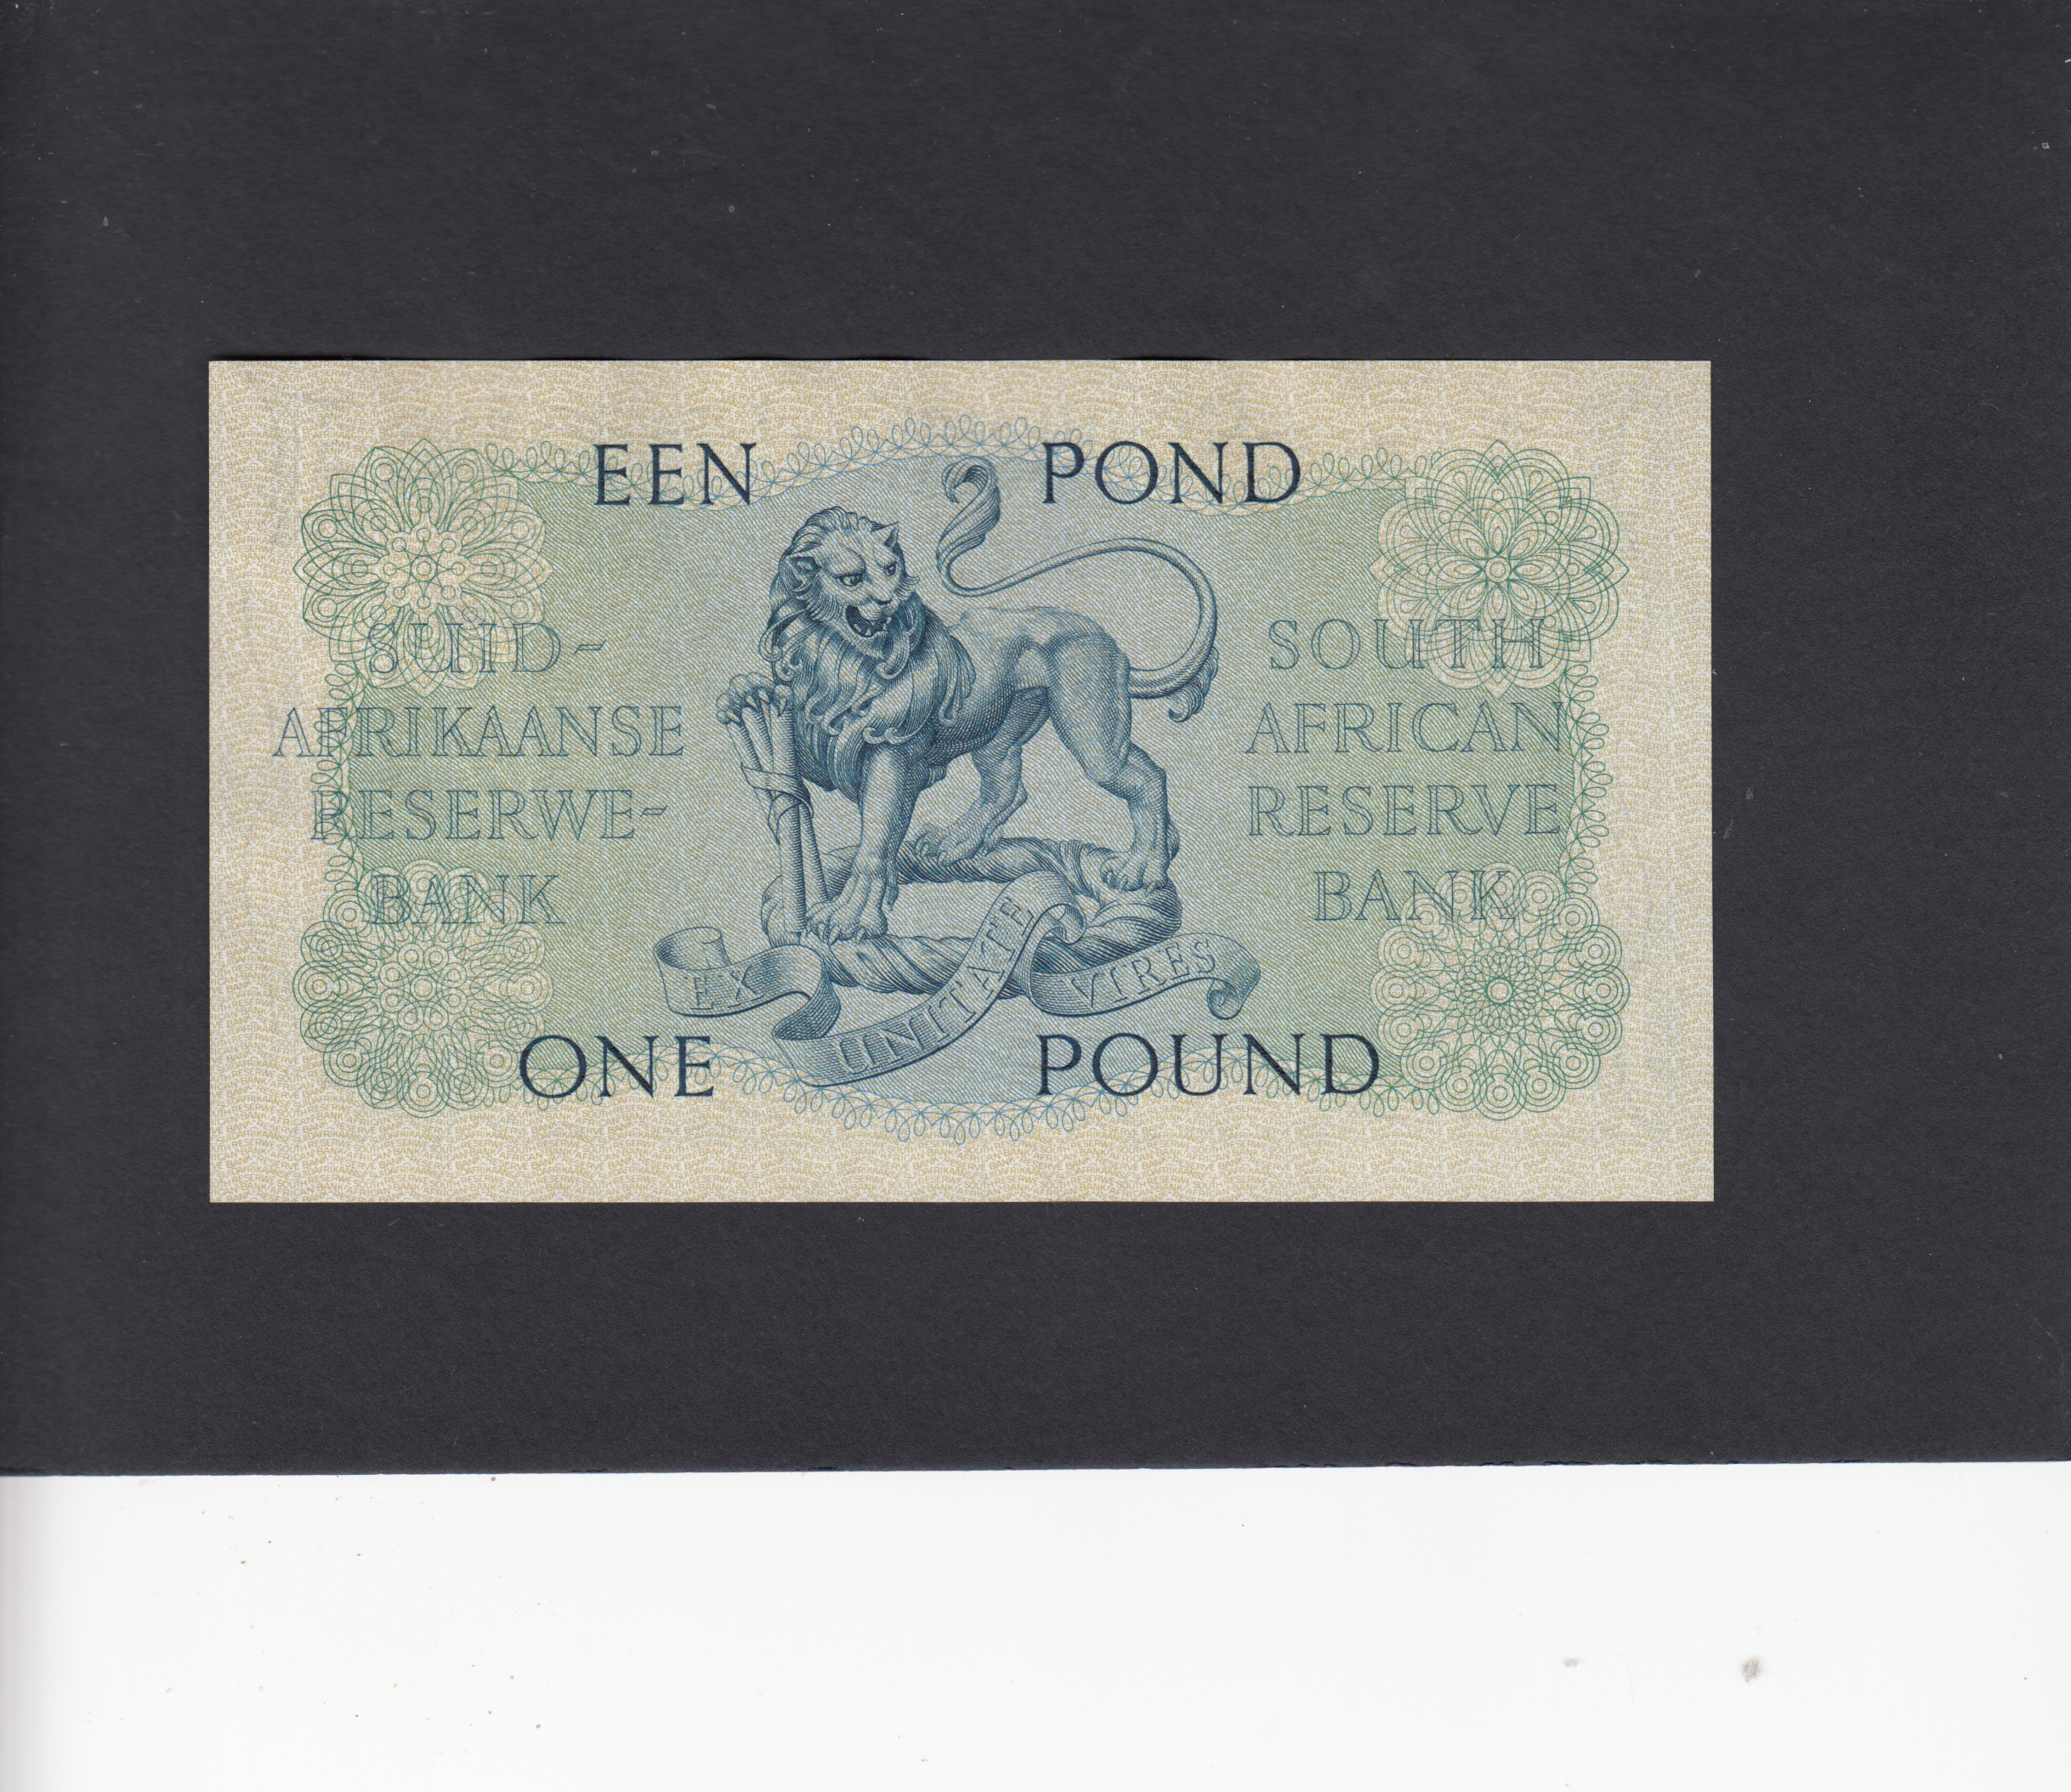 EEN POND
SUID-
AFRIKAANSE
RESERWE-
BANK
SOUTH
AFRICAN
RESERVE
BANK
EX UNITATE VIRES
ONE POUND